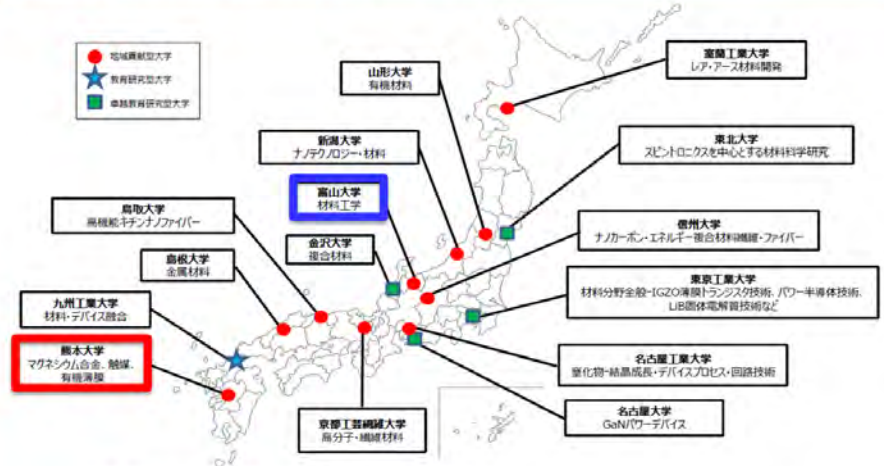 地域貢献型大学
教育研究型大学
卓越教育研究型大学
室蘭工業大学
レア・アース材料開発
山形大学
有機材料
東北大学
スピントロニクスを中心とする材料科学研究
新潟大学
ナノテクノロジー・材料
富山大学
材料工学
鳥取大学
高機能キチンナノファイバー
信州大学
ナノカーボン・エネルギー複合材料繊維・ファイバー
金沢大学
複合材料
島根大学
金属材料
東京工業大学
材料分野全般-IGZO薄膜トランジスタ技術、パワー半導体技術、
LiB固体電解質技術など
九州工業大学
材料・デバイス融合
熊本大学
マグネシウム合金、触媒、
有機薄膜
名古屋工業大学
窒化物-結晶成長・デバイスプロセス・回路技術
京都工芸繊維大学
高分子・繊維材料
名古屋大学
GaNパワーデバイス